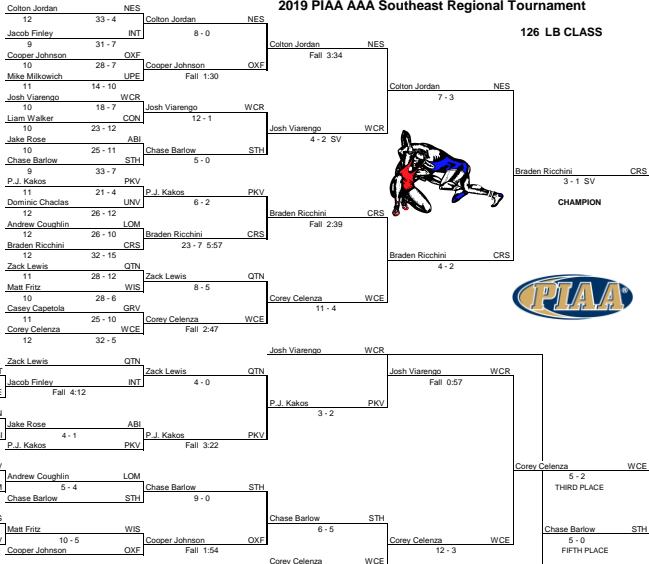 2019 PIAA AAA Southeast Regional Tournament
126 LB CLASS
Colton Jordan NES
12 33 - 4
Jacob Finley INT
9 31 - 7
Cooper Johnson OXF
10 28 - 7
Mike Milkowich UPE
11 14 - 10
Josh Viarengo WCR
10 18 - 7
Liam Walker CON
10 23 - 12
Jake Rose ABI
10 25 - 11
Chase Barlow STH
9 33 - 7
P.J. Kakos PKV
11 21 - 4
Dominic Chaclas UNV
12 26 - 12
Andrew Coughlin LOM
12 26 - 10
Braden Ricchini CRS
12 32 - 15
Zack Lewis QTN
11 28 - 12
Matt Fritz WIS
10 28 - 6
Casey Capetola GRV
11 25 - 10
Corey Celenza WCE
12 32 - 5
Colton Jordan NES
8 - 0
Cooper Johnson OXF
Fall 1:30
Josh Viarengo WCR
12 - 1
Chase Barlow STH
5 - 0
P.J. Kakos PKV
6 - 2
Braden Ricchini CRS
23 - 7 5:57
Zack Lewis QTN
8 - 5
Corey Celenza WCE
Fall 2:47
Colton Jordan NES
Fall 3:34
Josh Viarengo WCR
4 - 2 SV
Braden Ricchini CRS
Fall 2:39
Corey Celenza WCE
11 - 4
Colton Jordan NES
7 - 3
Braden Ricchini CRS
4 - 2
Braden Ricchini CRS
3 - 1 SV
CHAMPION
PIAA
Zack Lewis QTN
Jacob Finley INT
Fall 4:12
Jake Rose ABI
4 - 1
P.J. Kakos PKV
Andrew Coughlin LOM
5 - 4
Chase Barlow STH
Matt Fritz WIS
10 - 5
Cooper Johnson OXF
Zack Lewis QTN
4 - 0
P.J. Kakos PKV
Fall 3:22
Chase Barlow STH
9 - 0
Cooper Johnson OXF
Fall 1:54
Josh Viarengo WCR
P.J. Kakos PKV
3 - 2
Chase Barlow STH
6 - 5
Corey Celenza WCE
Josh Viarengo WCR
Fall 0:57
Corey Celenza WCE
12 - 3
Corey Celenza WCE
5 - 2
THIRD PLACE
Chase Barlow STH
5 - 0
FIFTH PLACE